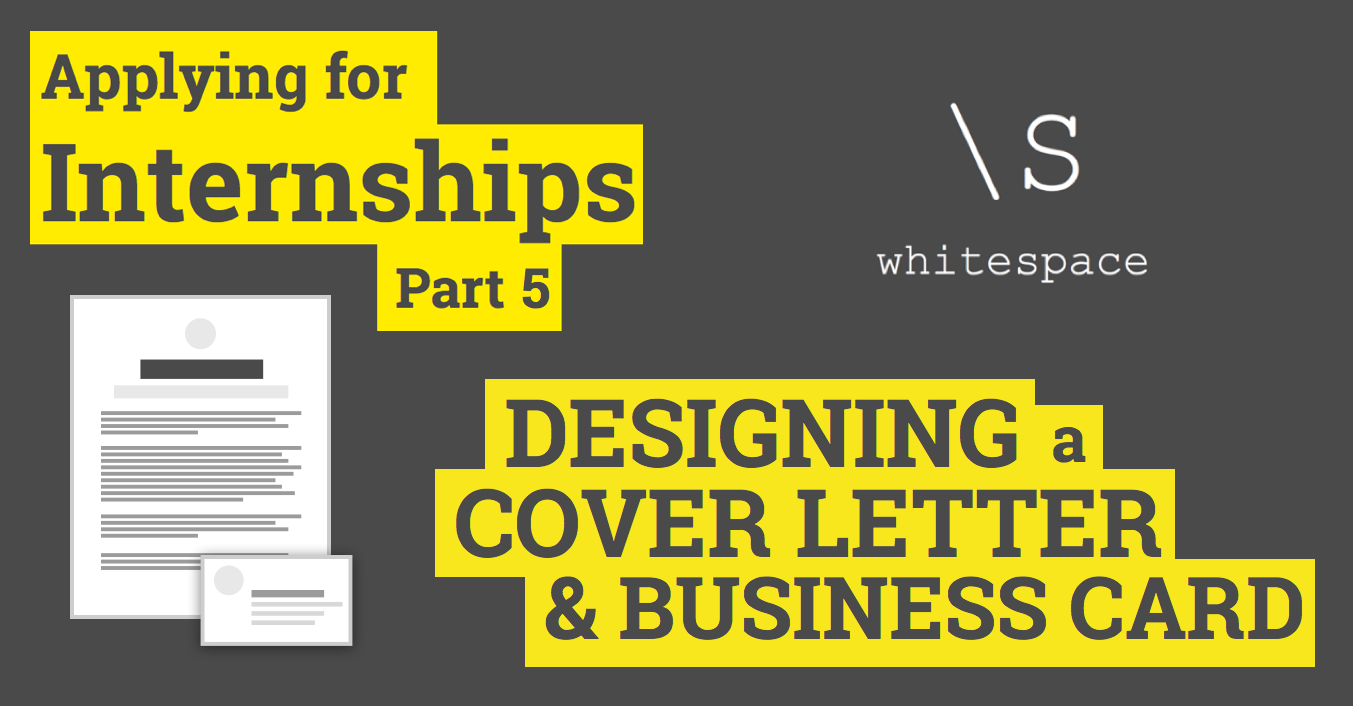 Applying for
Internships
Part 5
\S
whitespace
DESIGNING a
COVER LETTER
& BUSINESS CARD